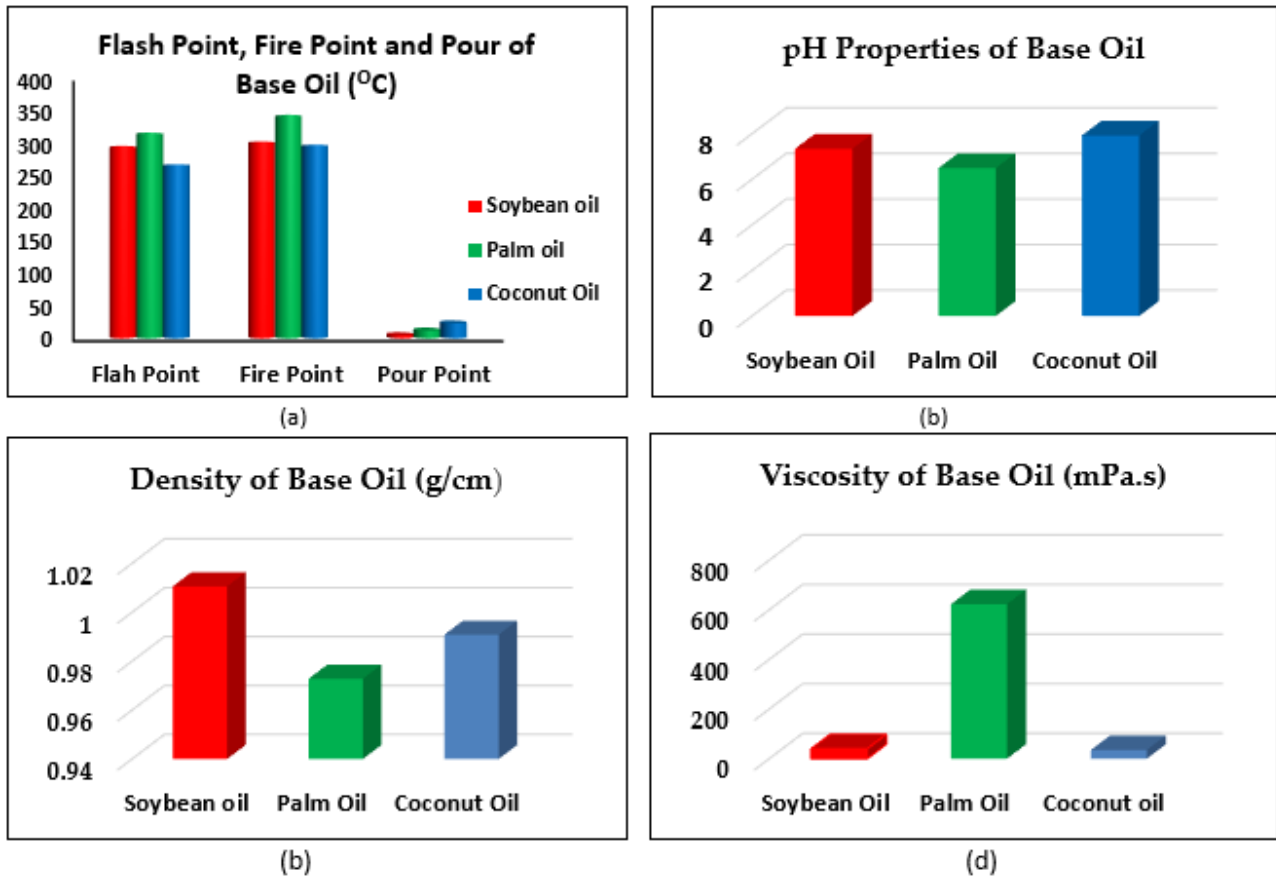 Flash Point, Fire Point and Pour of
Base Oil (⁰C)
400
350
300
250
200
150
100
50
0
Soybean oil
Palm oil
Coconut Oil
Flah Point Fire Point Pour Point
(a)
pH Properties of Base Oil
8
6
4
2
0
Soybean Oil Palm Oil Coconut Oil
(b)
Density of Base Oil (g/cm)
1.02
1
0.98
0.96
0.94
Soybean oil Palm Oil Coconut Oil
(b)
Viscosity of Base Oil (mPa.s)
800
600
400
200
0
Soybean Oil Palm Oil Coconut oil
(d)